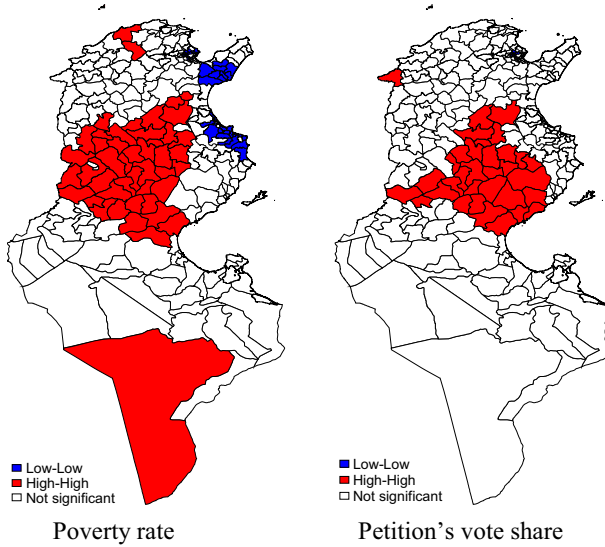 Low-Low
High-High
Not significant
Poverty rate
Low-Low
High-High
Not significant
Petition's vote share